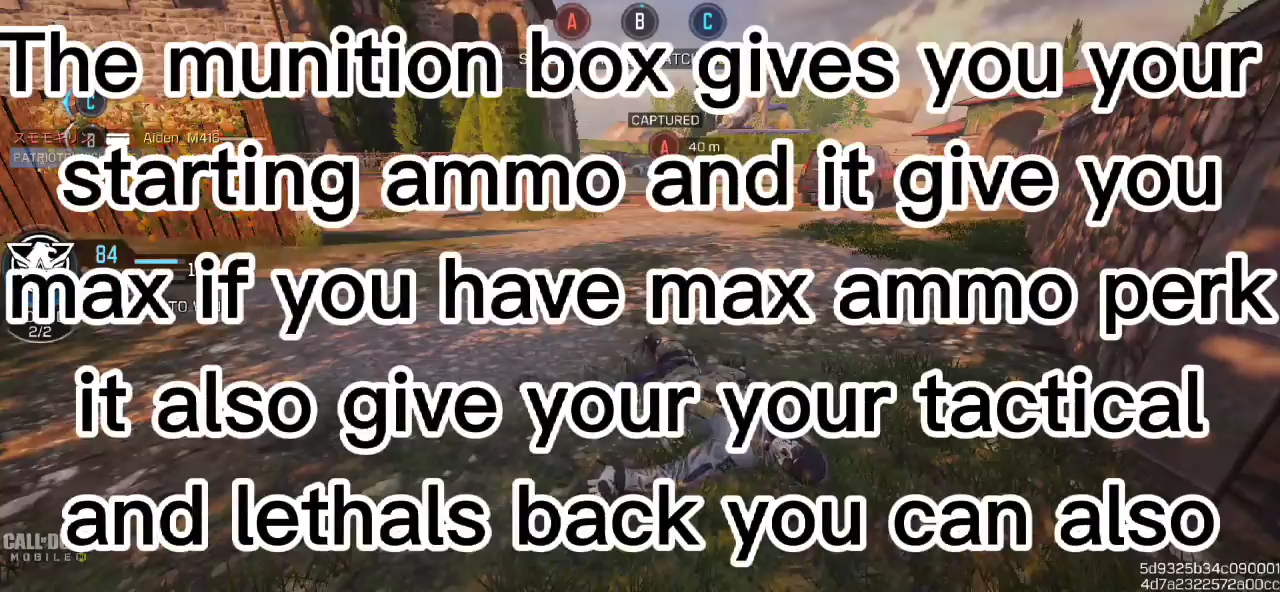 A B C
The munition box gives you your
C
CAPTURED
B Aiden_M416
A 40 m
starting ammo and it give you
84
max if you have max ammo perk
2/2
it also give your your tactical
and lethals back you can also
CALL OF DU
MOBILE
5d9325b34c090001
4d7a2322572a00cc